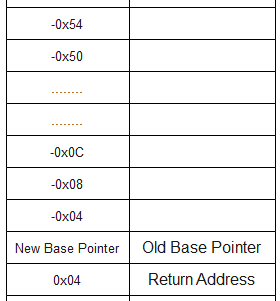 -0x54
-0x50
........
........
-0x0C
-0x08
-0x04
New Base Pointer Old Base Pointer
0x04 Return Address